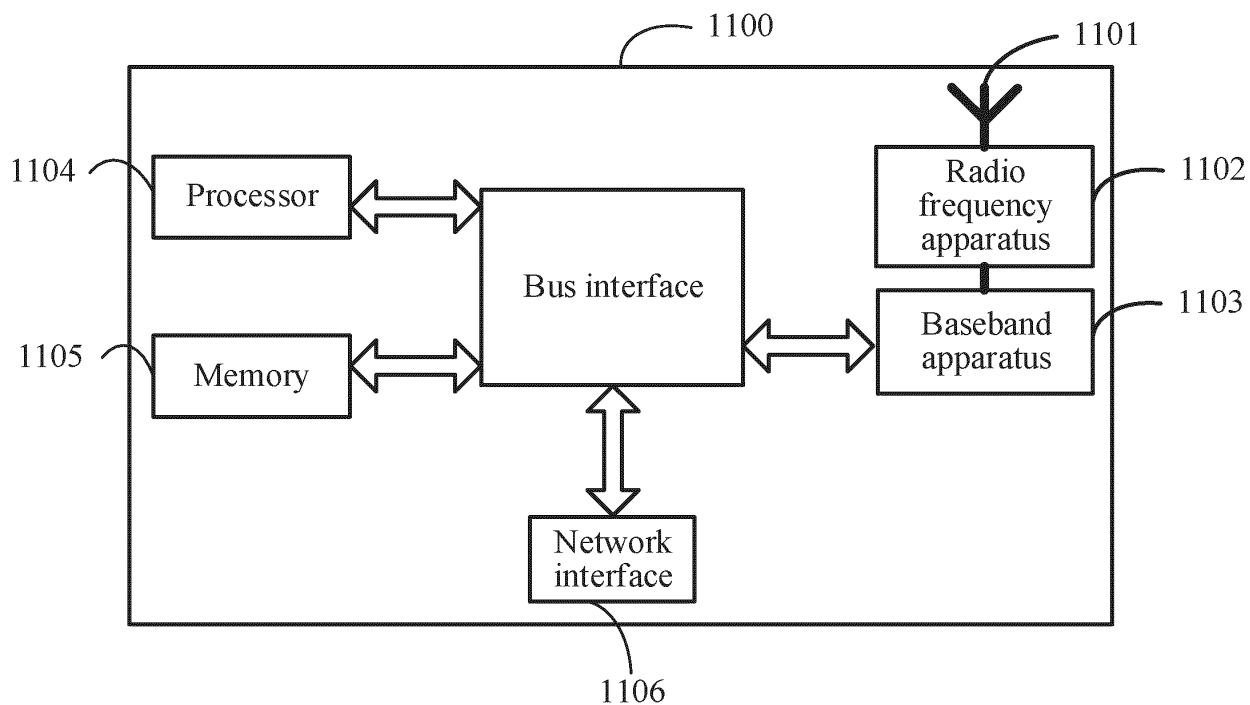 1100
1101
1104
Processor
Radio
frequency
apparatus
1102
Bus interface
1103
Baseband
apparatus
1105
Memory
Network
interface
1106